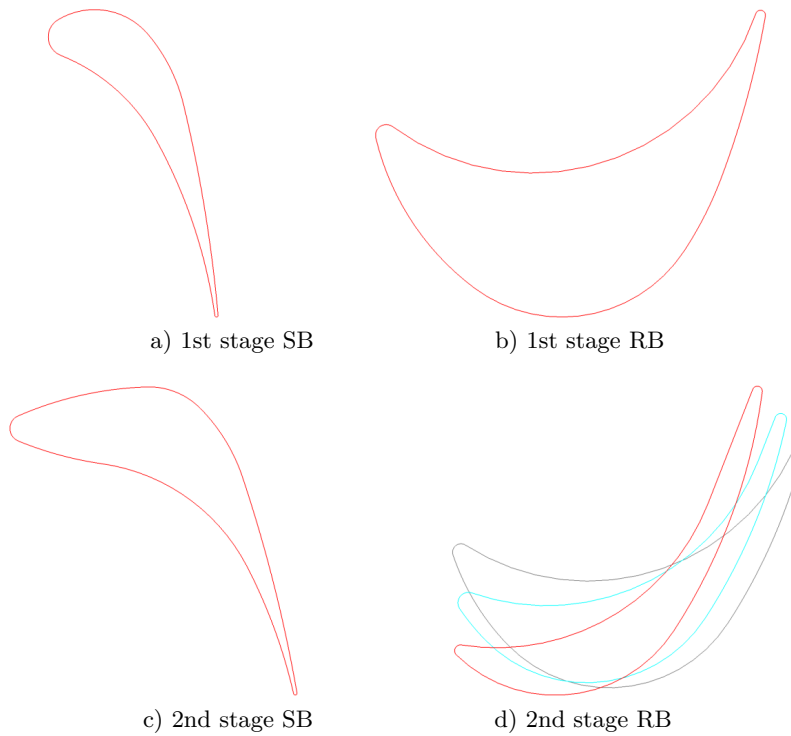 a) 1st stage SB
b) 1st stage RB
c) 2nd stage SB
d) 2nd stage RB